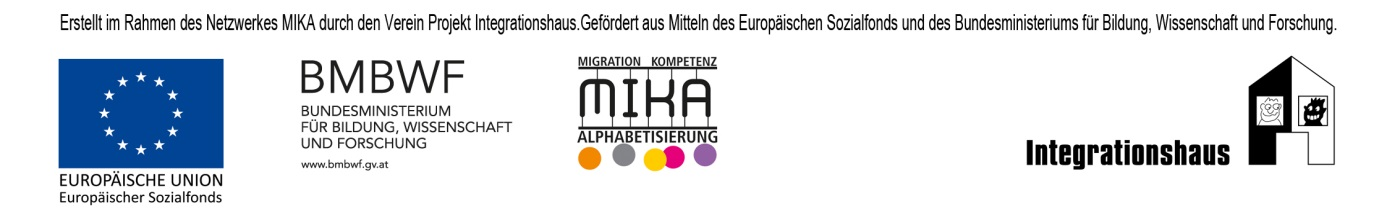 Erstellt im Rahmen des Netzwerkes MIKA durch den Verein Projekt Integrationshaus.Gefördert aus Mitteln des Europäischen Sozialfonds und des Bundesministeriums für Bildung, Wissenschaft und Forschung.
EUROPÄISCHE UNION
Europäischer Sozialfonds
BMBWF
BUNDESMINISTERIUM
FÜR BILDUNG, WISSENSCHAFT
UND FORSCHUNG
www.bmbwf.gv.at
MIGRATION KOMPETENZ
MIKA
ALPHABETISIERUNG
Integrationshaus